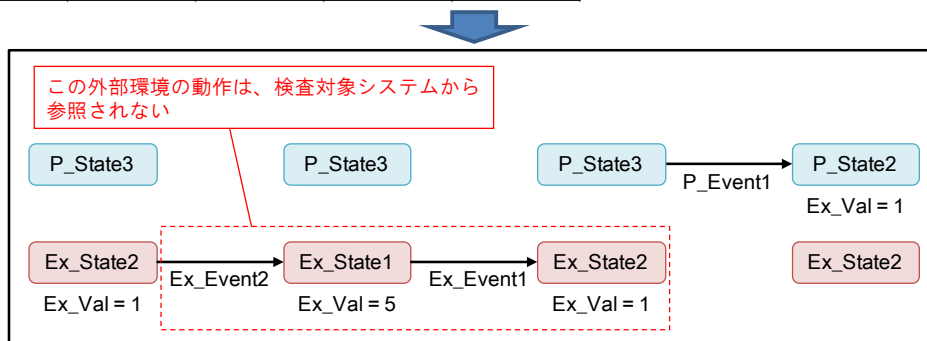 この外部環境の動作は、検査対象システムから
参照されない
P_State3
P_State3
P_State3
P_Event1
P_State2
Ex_Val = 1
Ex_State2
Ex_Event2
Ex_State1
Ex_Event1
Ex_State2
Ex_State2
Ex_Val = 1
Ex_Val = 5
Ex_Val = 1